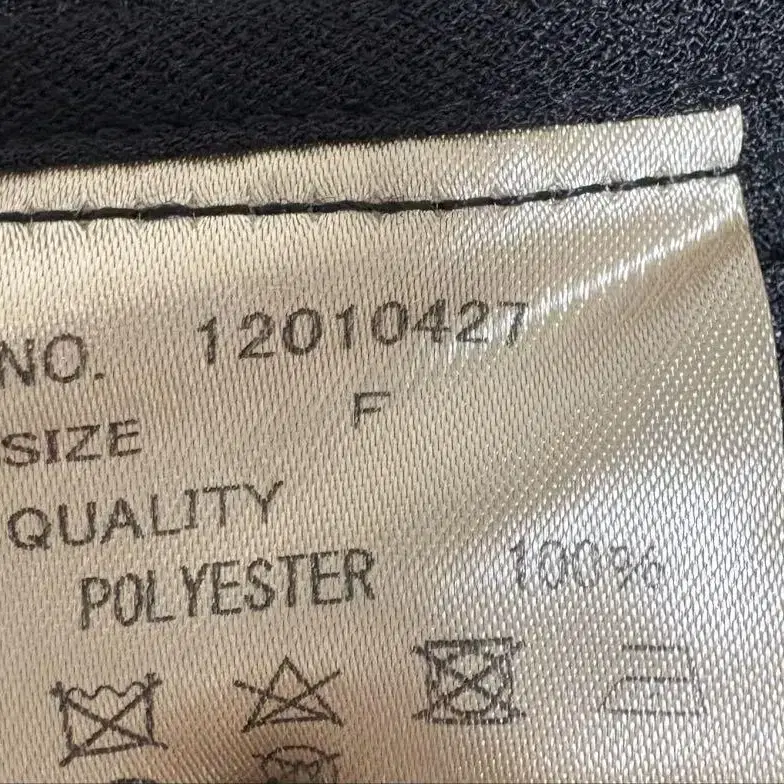 NO. 12010427
SIZE F
QUALITY
POLYESTER 100%